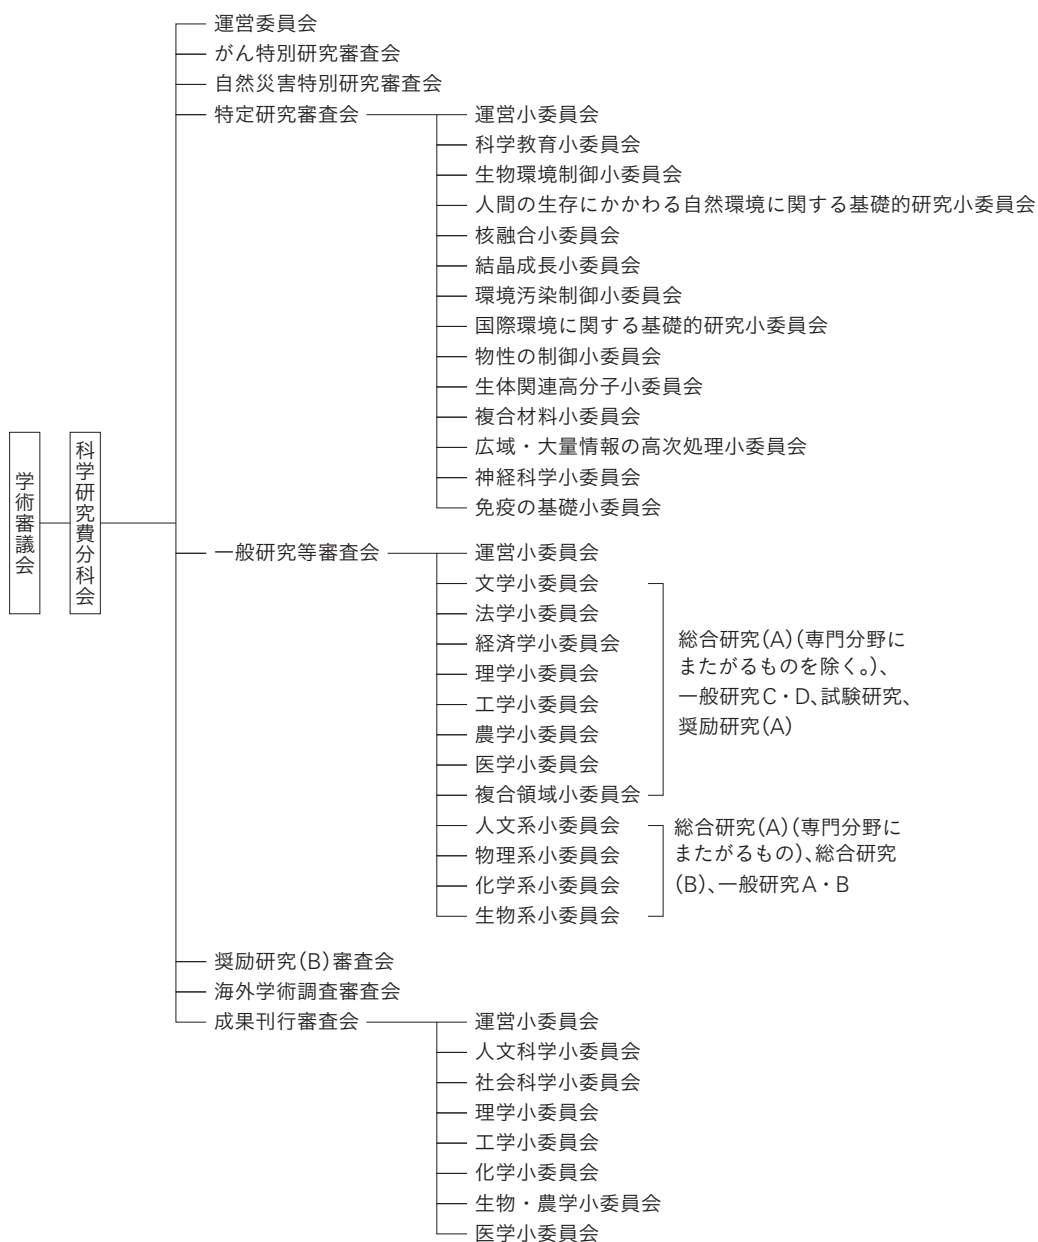 学術審議会
科学研究費分科会
運営委員会
がん特別研究審査会
自然災害特別研究審査会
特定研究審査会
運営小委員会
科学教育小委員会
生物環境制御小委員会
人間の生存にかかわる自然環境に関する基礎的研究小委員会
核融合小委員会
結晶成長小委員会
環境汚染制御小委員会
国際環境に関する基礎的研究小委員会
物性の制御小委員会
生体関連高分子小委員会
複合材料小委員会
広域・大量情報の高次処理小委員会
神経科学小委員会
免疫の基礎小委員会
一般研究等審査会
運営小委員会
文学小委員会
法学小委員会
経済学小委員会
理学小委員会
工学小委員会
農学小委員会
医学小委員会
複合領域小委員会
総合研究(A)(専門分野に
またがるものを除く。)、
一般研究C・D、試験研究、
奨励研究(A)
人文系小委員会
物理系小委員会
化学系小委員会
生物系小委員会
総合研究(A)(専門分野に
またがるもの)、総合研究
(B)、一般研究A・B
奨励研究(B)審査会
海外学術調査審査会
成果刊行審査会
運営小委員会
人文科学小委員会
社会科学小委員会
理学小委員会
工学小委員会
化学小委員会
生物・農学小委員会
医学小委員会